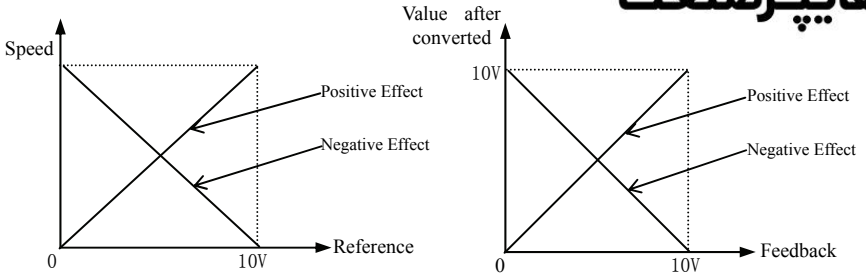 Speed
Positive Effect
Negative Effect
0
10V
Reference
Value after
converted
10V
Positive Effect
Negative Effect
0
10V
Feedback